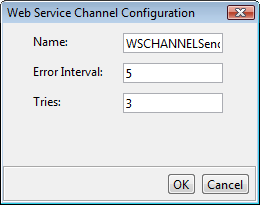 Web Service Channel Configuration
Name: WSCHANNELSend
Error Interval: 5
Tries: 3
OK Cancel